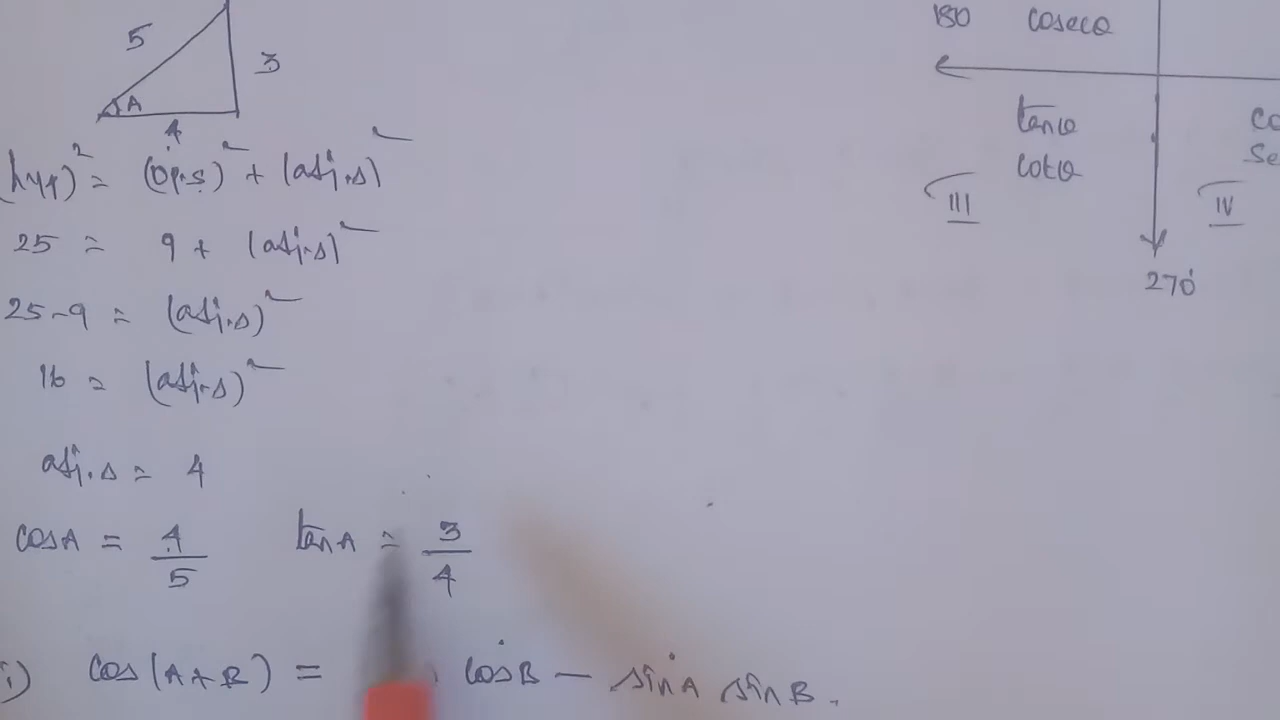 5
3
A
4
(hyp)² = (opp.s)² + (adj.s)²
25 = 9 + (adj.s)²
25-9 = (adj.s)²
16 = (adj.s)²
adj.s = 4
cosA = 4/5 tanA = 3/4
i) cos(A+B) = cosB - sinA sinB.
180 cosecθ
tanθ
cotθ
III
IV
270°